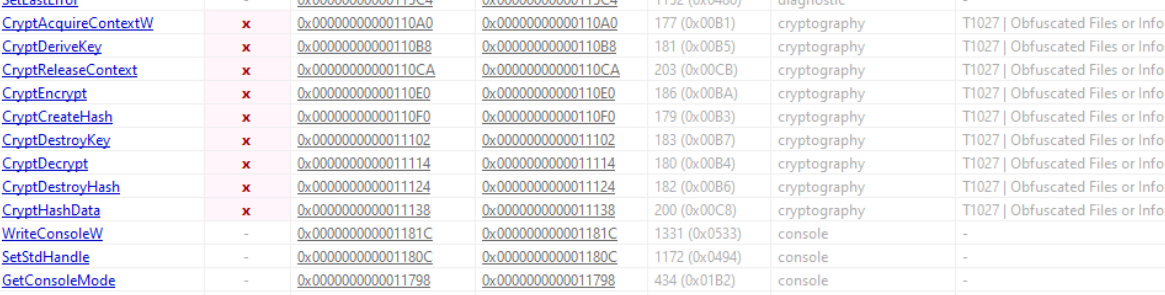 SetLastError - 1152 (0x0480) diagnostic -
CryptAcquireContextW x 0x00000000000110A0 0x00000000000110A0 177 (0x00B1) cryptography T1027 | Obfuscated Files or Info
CryptDeriveKey x 0x00000000000110B8 0x00000000000110B8 181 (0x00B5) cryptography T1027 | Obfuscated Files or Info
CryptReleaseContext x 0x00000000000110CA 0x00000000000110CA 203 (0x00CB) cryptography T1027 | Obfuscated Files or Info
CryptEncrypt x 0x00000000000110E0 0x00000000000110E0 186 (0x00BA) cryptography T1027 | Obfuscated Files or Info
CryptCreateHash x 0x00000000000110F0 0x00000000000110F0 179 (0x00B3) cryptography T1027 | Obfuscated Files or Info
CryptDestroyKey x 0x0000000000011102 0x0000000000011102 183 (0x00B7) cryptography T1027 | Obfuscated Files or Info
CryptDecrypt x 0x0000000000011114 0x0000000000011114 180 (0x00B4) cryptography T1027 | Obfuscated Files or Info
CryptDestroyHash x 0x0000000000011124 0x0000000000011124 182 (0x00B6) cryptography T1027 | Obfuscated Files or Info
CryptHashData x 0x0000000000011138 0x0000000000011138 200 (0x00C8) cryptography T1027 | Obfuscated Files or Info
WriteConsoleW - 0x000000000001181C 0x000000000001181C 1331 (0x0533) console -
SetStdHandle - 0x000000000001180C 0x000000000001180C 1172 (0x0494) console -
GetConsoleMode - 0x0000000000011798 0x0000000000011798 434 (0x01B2) console -